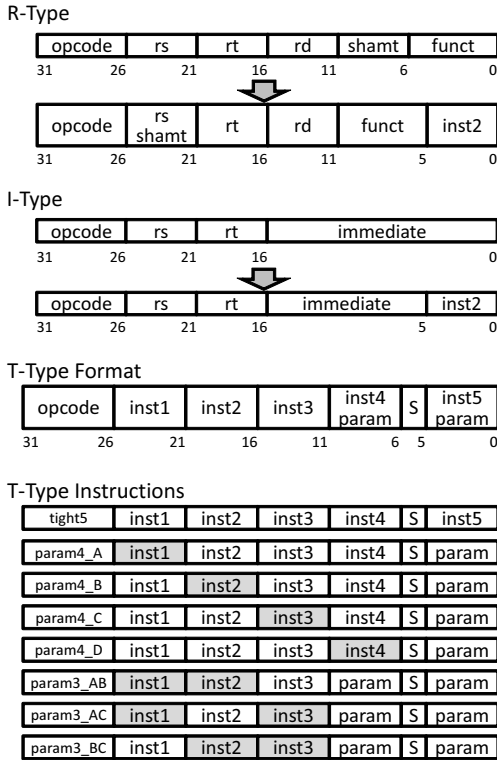 R-Type
opcode rs rt rd shamt funct
31 26 21 16 11 6 0
opcode rs shamt rt rd funct inst2
31 26 21 16 11 5 0
I-Type
opcode rs rt immediate
31 26 21 16 0
opcode rs rt immediate inst2
31 26 21 16 5 0
T-Type Format
opcode inst1 inst2 inst3 inst4 param S inst5 param
31 26 21 16 11 6 5 0
T-Type Instructions
tight5 inst1 inst2 inst3 inst4 S inst5
param4_A inst1 inst2 inst3 inst4 S param
param4_B inst1 inst2 inst3 inst4 S param
param4_C inst1 inst2 inst3 inst4 S param
param4_D inst1 inst2 inst3 inst4 S param
param3_AB inst1 inst2 inst3 param S param
param3_AC inst1 inst2 inst3 param S param
param3_BC inst1 inst2 inst3 param S param